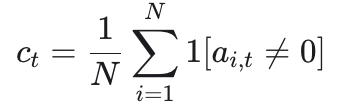 $c_t = \frac{1}{N} \sum_{i=1}^{N} 1[a_{i,t} \neq 0]$